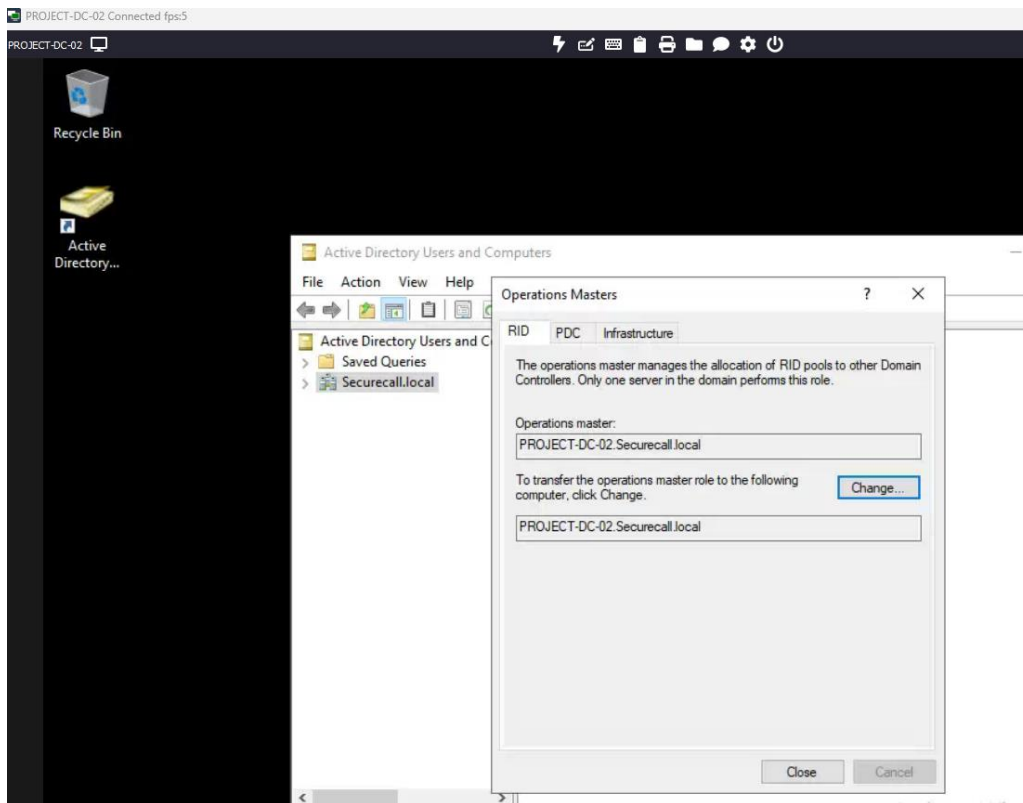 PROJECT-DC-02 Connected fps:5
PROJECT-DC-02
Recycle Bin
Active
Directory...
Active Directory Users and Computers
File Action View Help
Active Directory Users and C
Saved Queries
Securecall.local
Operations Masters
RID PDC Infrastructure
The operations master manages the allocation of RID pools to other Domain
Controllers. Only one server in the domain performs this role.
Operations master:
PROJECT-DC-02.Securecall.local
To transfer the operations master role to the following
computer, click Change.
Change...
PROJECT-DC-02.Securecall.local
Close Cancel